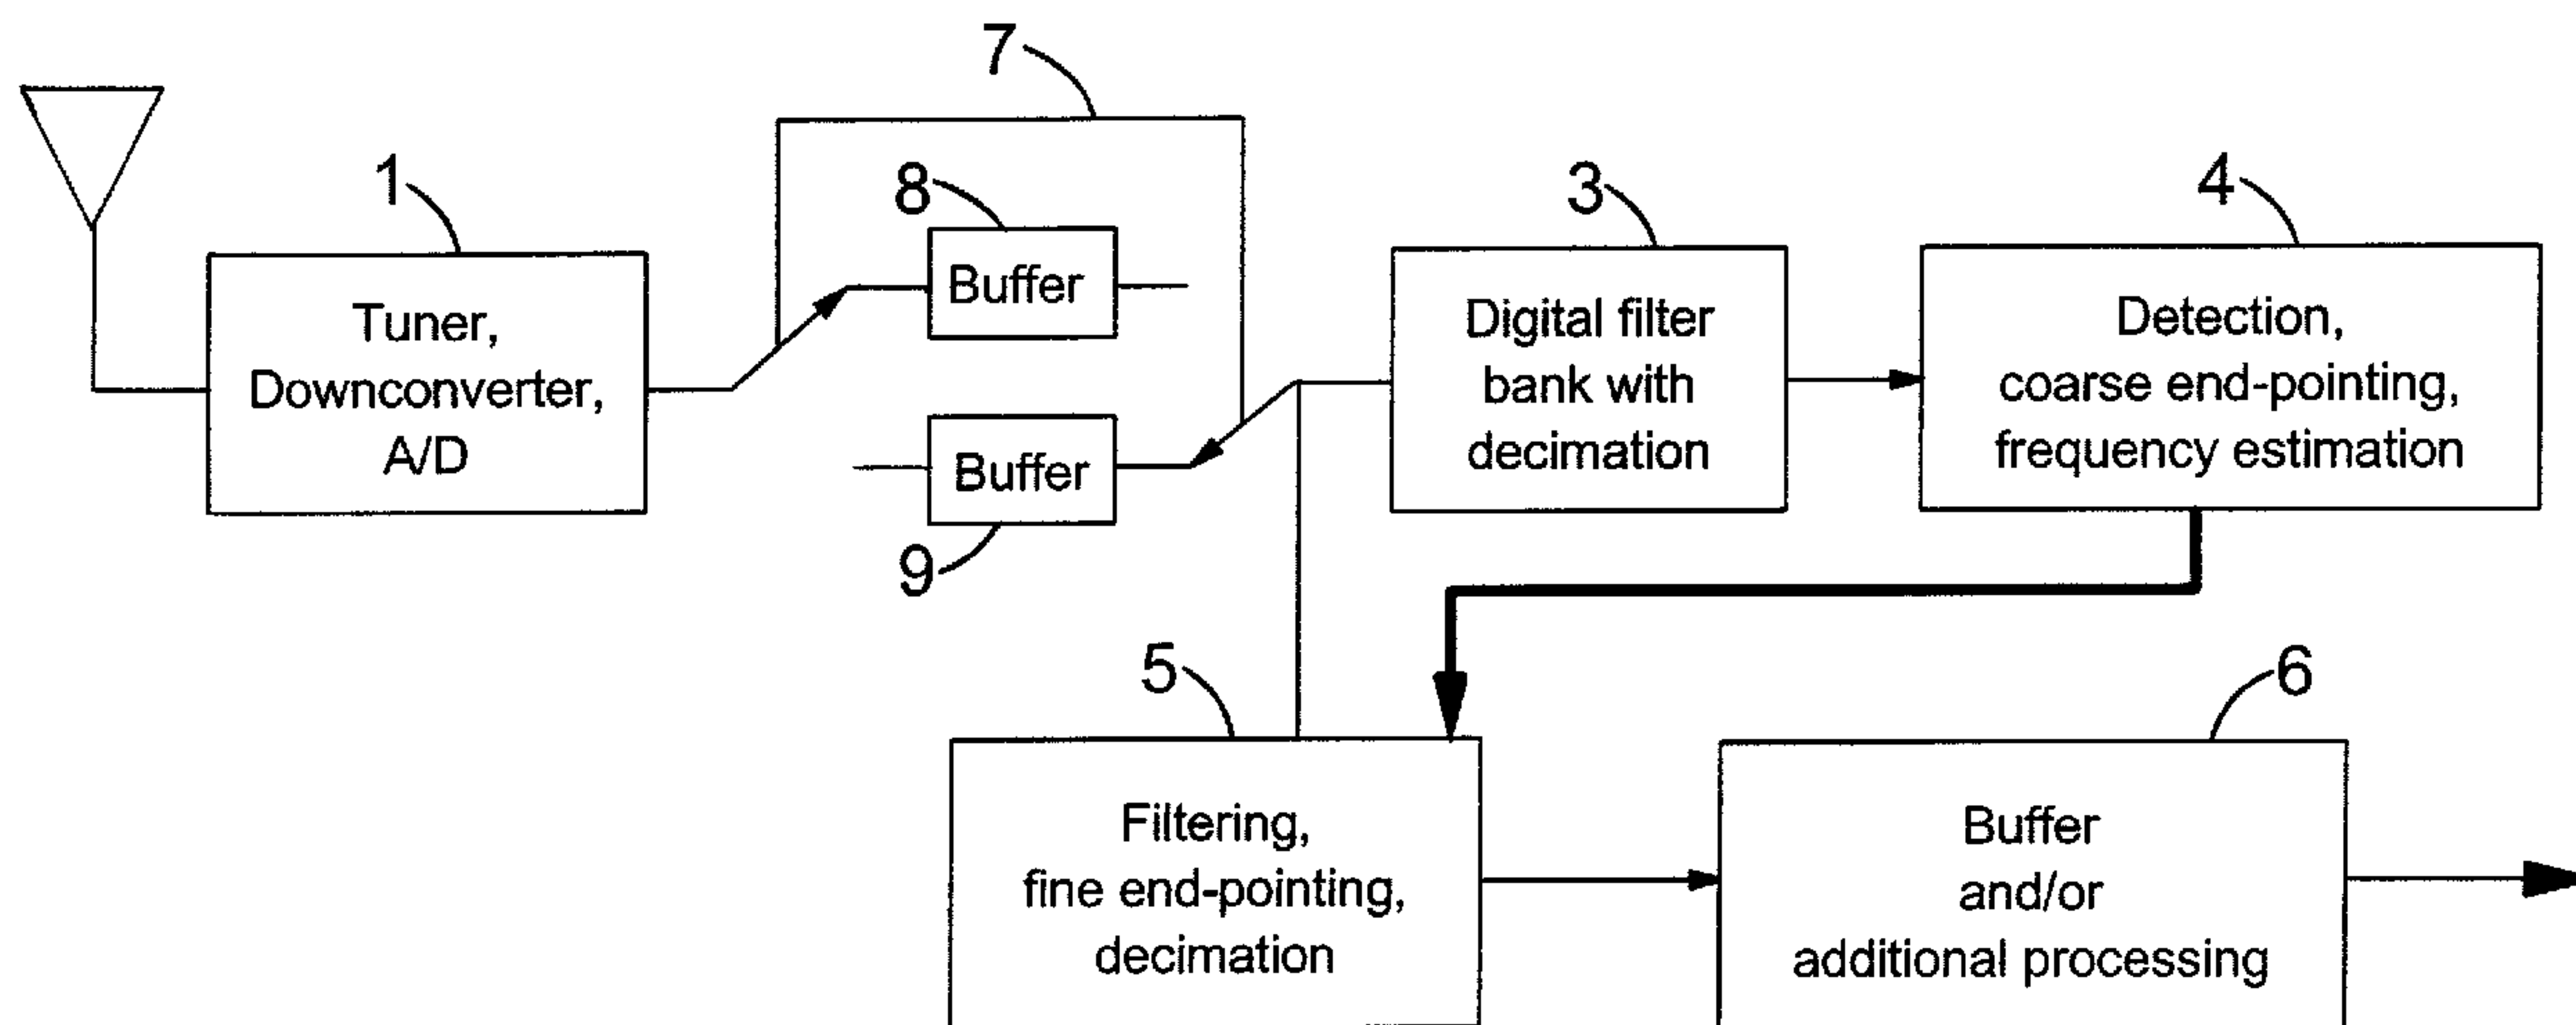 7
1
8
3
4
Buffer
Tuner,
Downconverter,
A/D
Digital filter
bank with
decimation
Detection,
coarse end-pointing,
frequency estimation
Buffer
9
5
6
Filtering,
fine end-pointing,
decimation
Buffer
and/or
additional processing